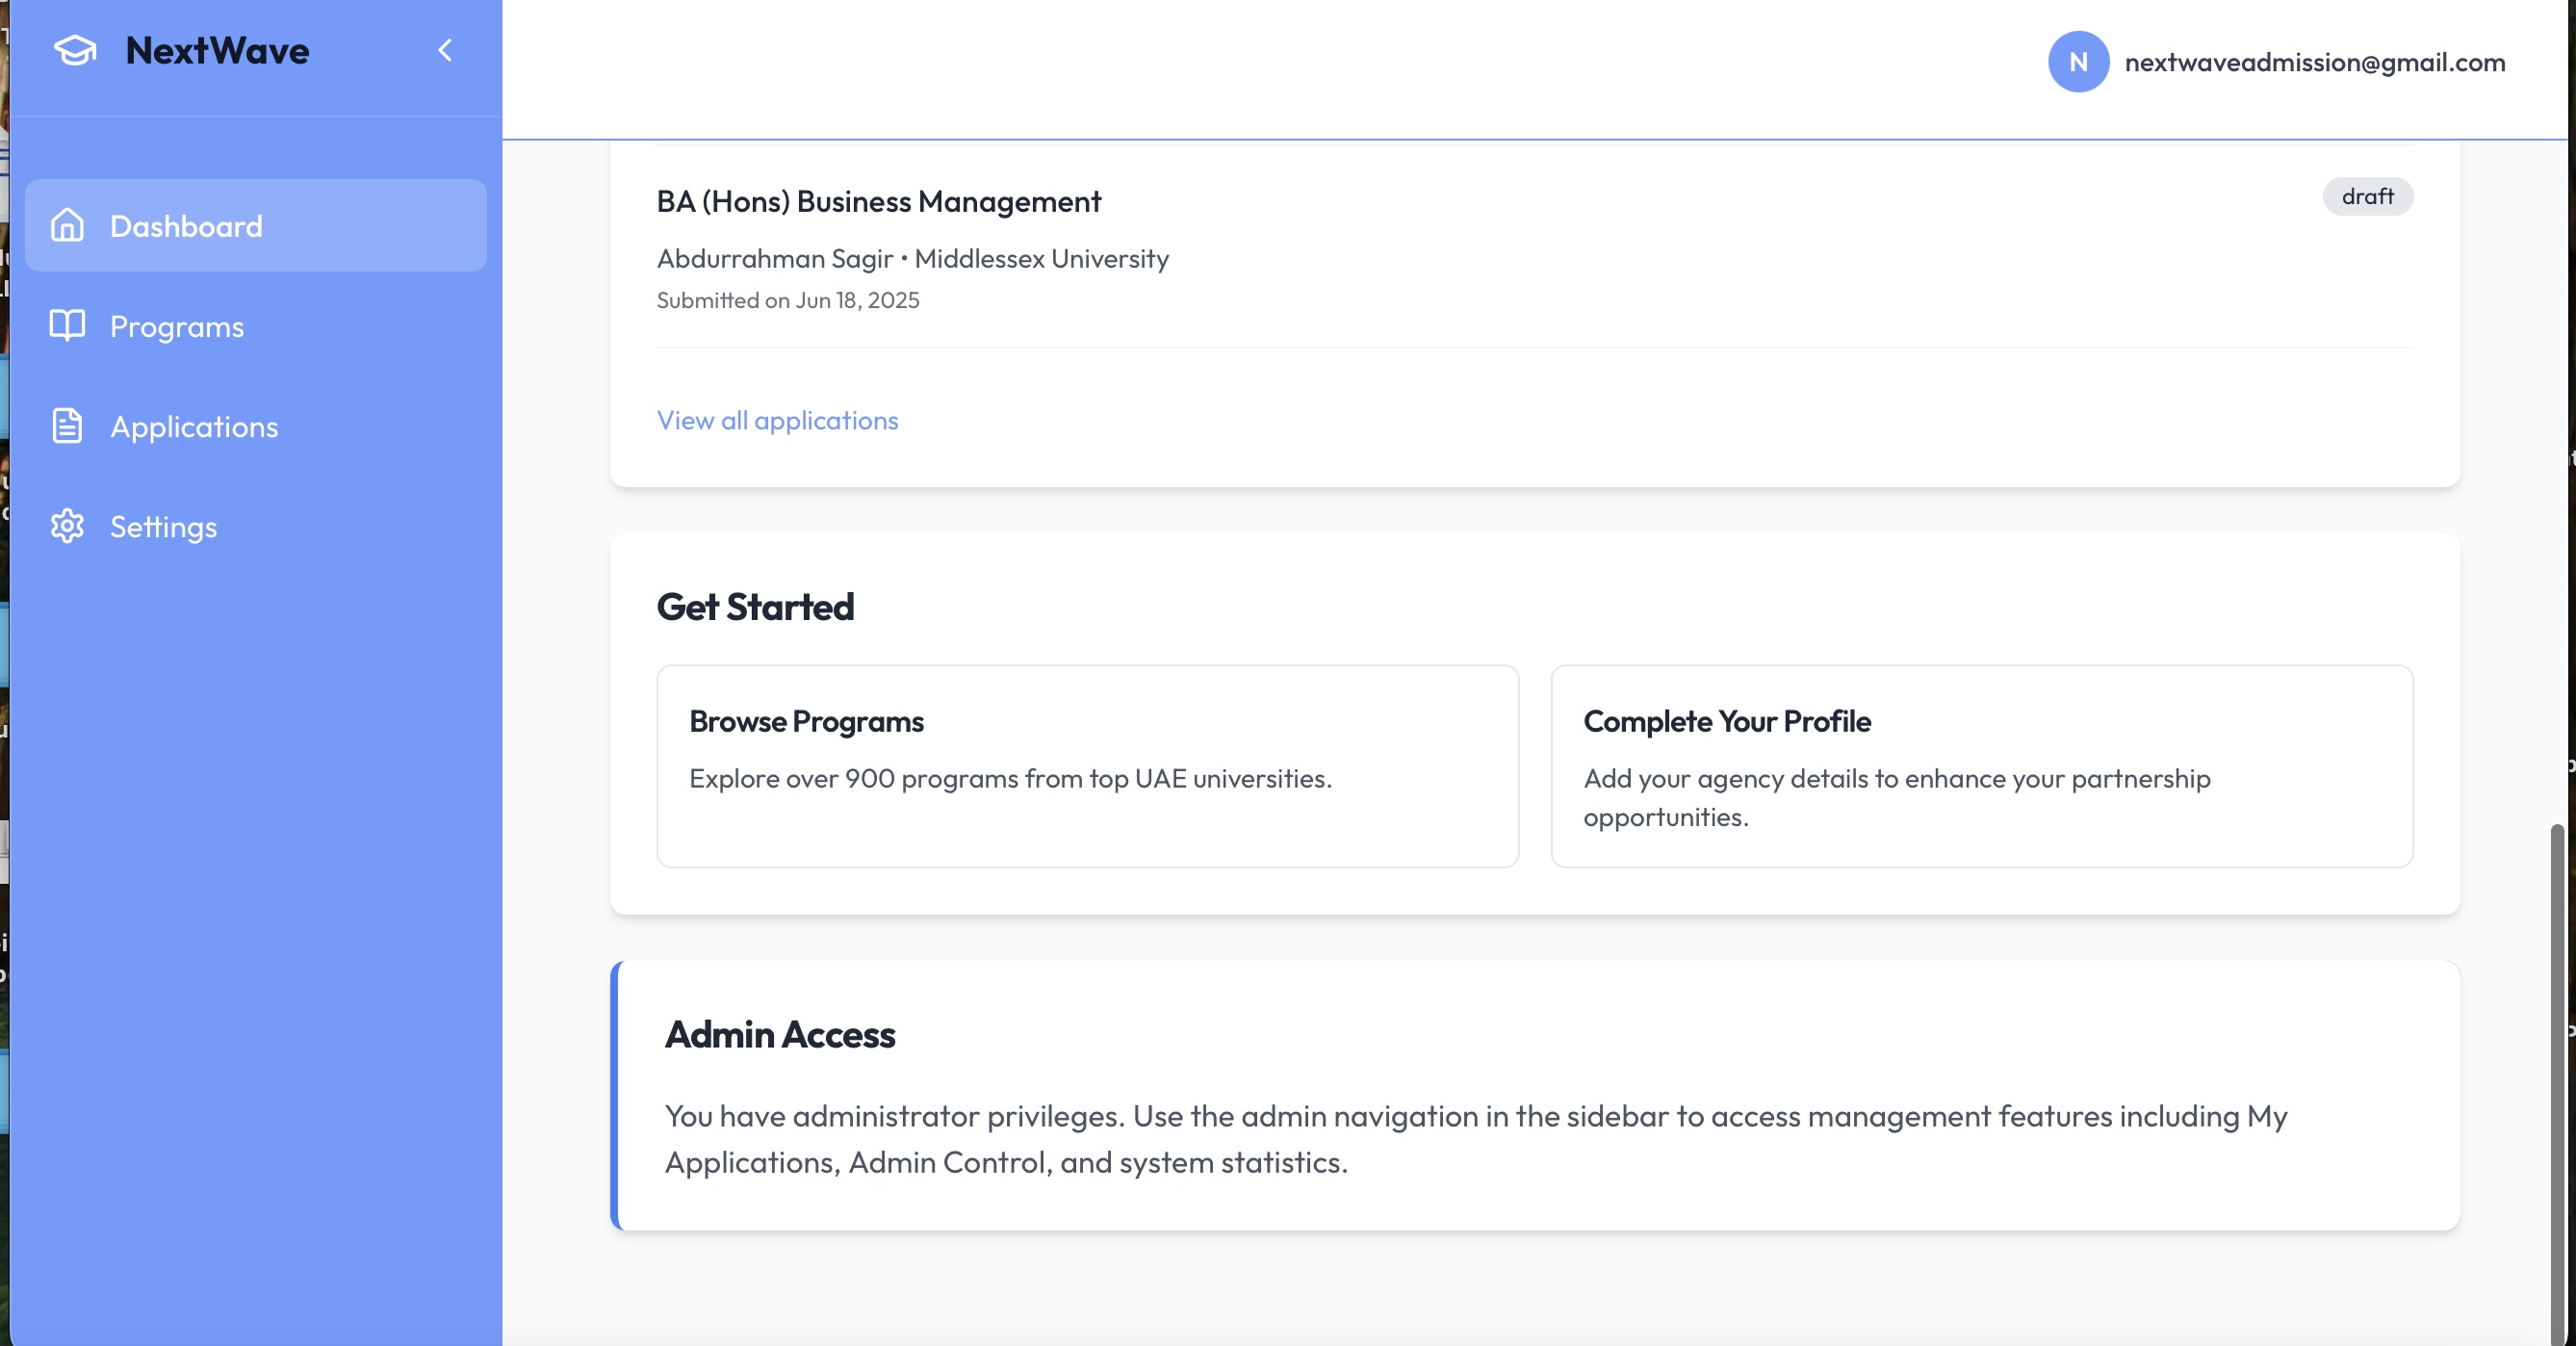 NextWave
N nextwaveadmission@gmail.com
Dashboard
Programs
Applications
Settings
BA (Hons) Business Management
draft
Abdurrahman Sagir • Middlessex University
Submitted on Jun 18, 2025
View all applications
Get Started
Browse Programs
Explore over 900 programs from top UAE universities.
Complete Your Profile
Add your agency details to enhance your partnership
opportunities.
Admin Access
You have administrator privileges. Use the admin navigation in the sidebar to access management features including My
Applications, Admin Control, and system statistics.